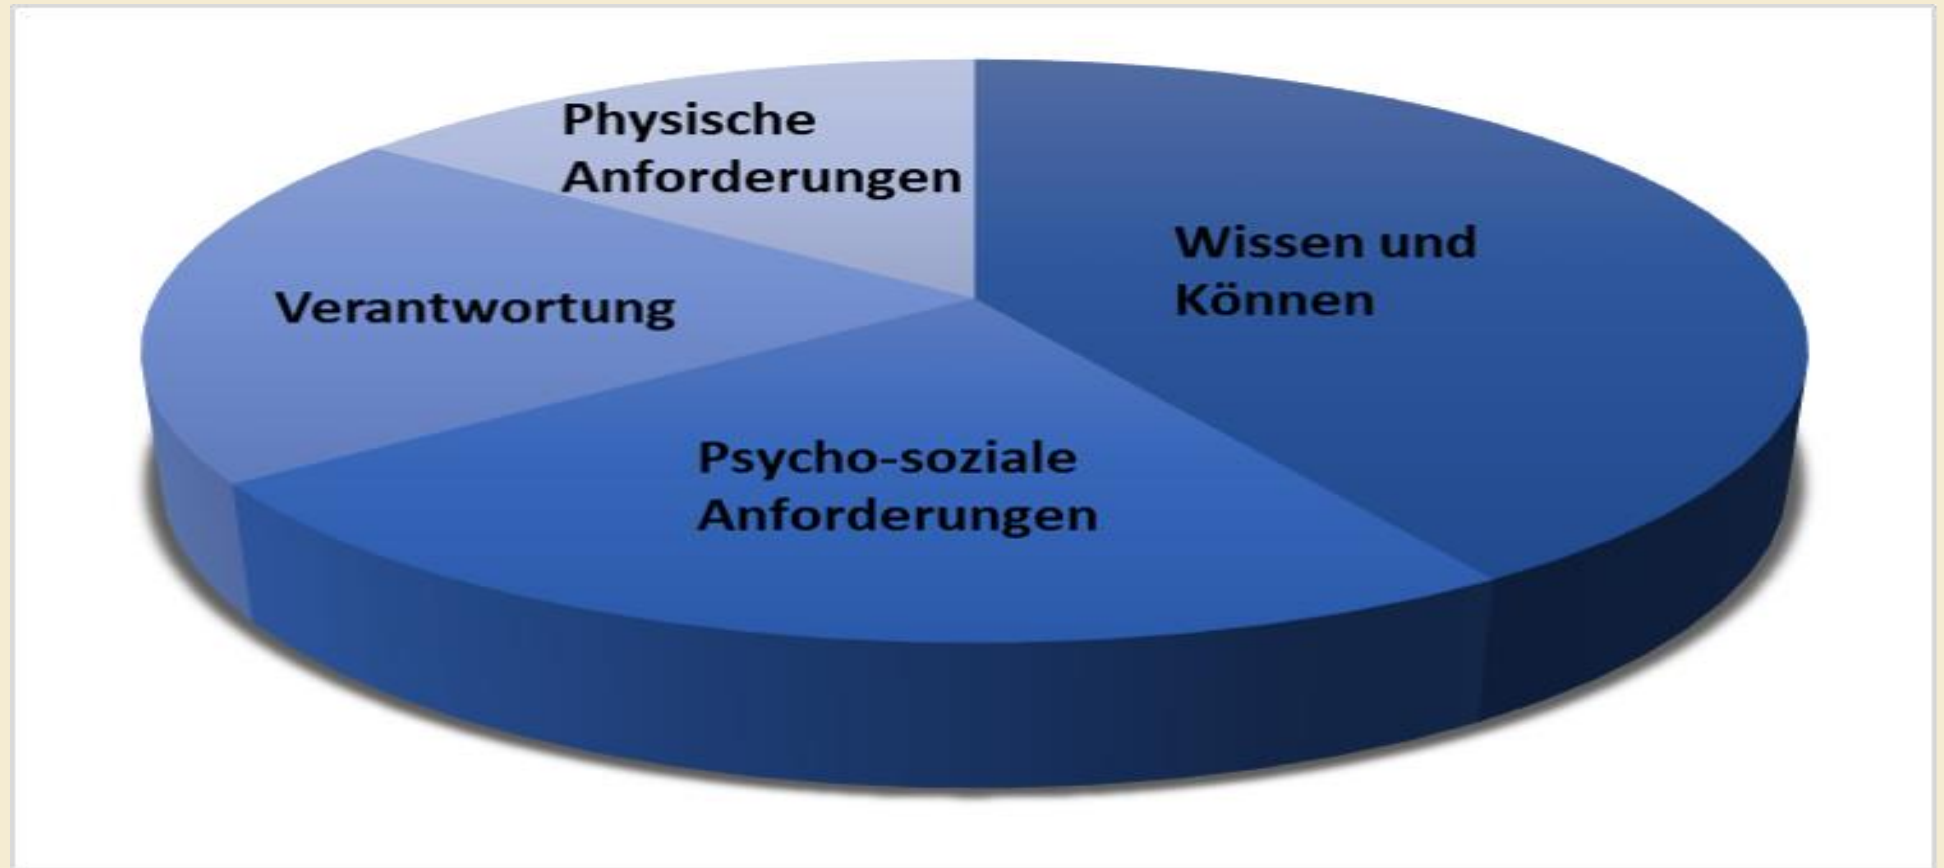 Physische
Anforderungen
Wissen und
Können
Verantwortung
Psycho-soziale
Anforderungen